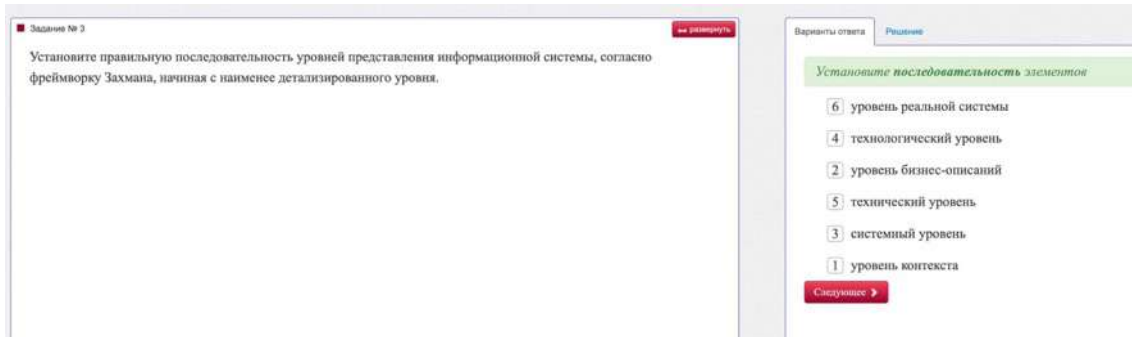 Задание № 3
развернуть
Установите правильную последовательность уровней представления информационной системы, согласно
фреймворку Захмана, начиная с наименее детализированного уровня.
Варианты ответа
Решение
Установите последовательность элементов
6 уровень реальной системы
4 технологический уровень
2 уровень бизнес-описаний
5 технический уровень
3 системный уровень
1 уровень контекста
Следующее